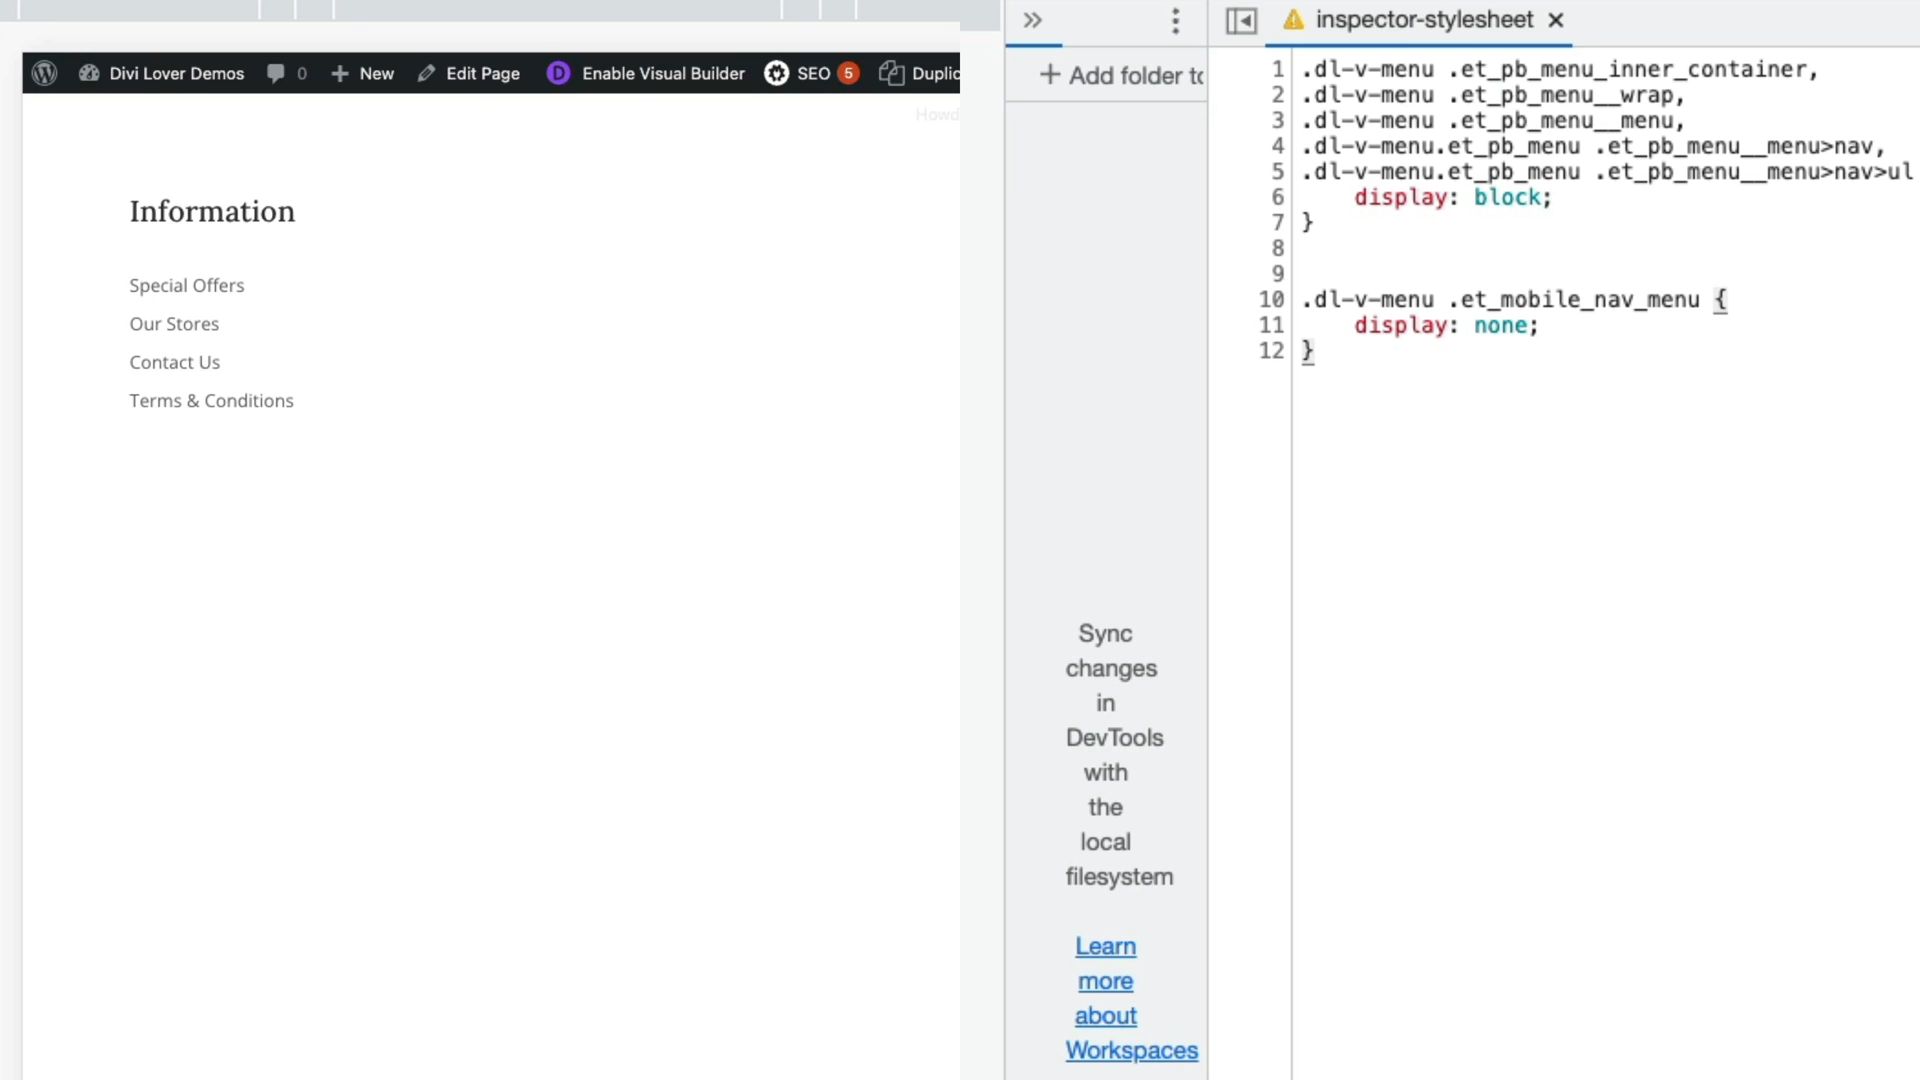 Divi Lover Demos 0 New Edit Page Enable Visual Builder SEO 5 Duplic
Howd
Information
Special Offers
Our Stores
Contact Us
Terms & Conditions
Add folder to
Sync
changes
in
DevTools
with
the
local
filesystem
Learn
more
about
Workspaces
inspector-stylesheet
1 .dl-v-menu .et_pb_menu_inner_container,
2 .dl-v-menu .et_pb_menu__wrap,
3 .dl-v-menu .et_pb_menu__menu,
4 .dl-v-menu.et_pb_menu .et_pb_menu__menu>nav,
5 .dl-v-menu.et_pb_menu .et_pb_menu__menu>nav>ul
6 display: block;
7 }
8
9
10 .dl-v-menu .et_mobile_nav_menu {
11 display: none;
12 }